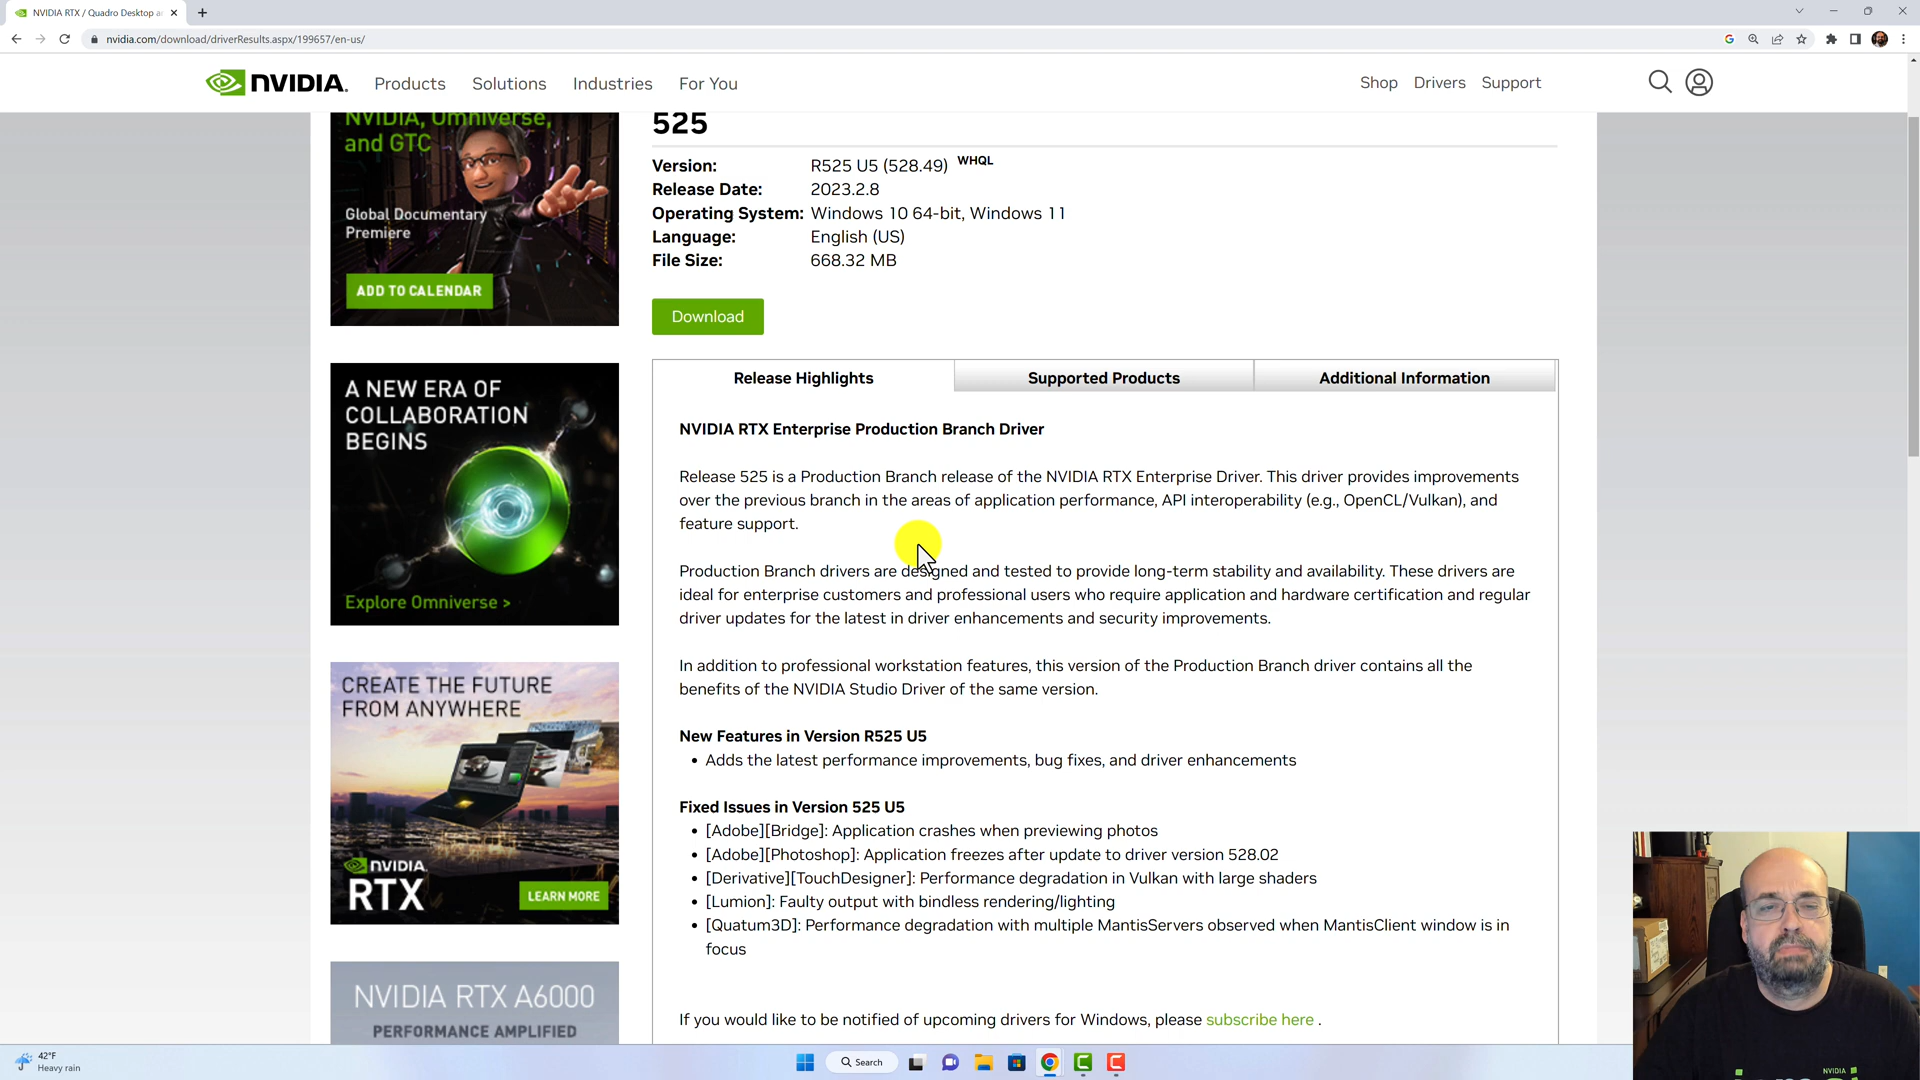 NVIDIA RTX / Quadro Desktop a
nvidia.com/download/driverResults.aspx/199657/en-us/
NVIDIA.
Products
Solutions
Industries
For You
Shop
Drivers
Support
NVIDIA, Omniverse,
and GTC
Global Documentary
Premiere
ADD TO CALENDAR
525
Version: R525 U5 (528.49) WHQL
Release Date: 2023.2.8
Operating System: Windows 10 64-bit, Windows 11
Language: English (US)
File Size: 668.32 MB
Download
A NEW ERA OF
COLLABORATION
BEGINS
Explore Omniverse >
CREATE THE FUTURE
FROM ANYWHERE
NVIDIA.
RTX
LEARN MORE
NVIDIA RTX A6000
PERFORMANCE AMPLIFIED
Release Highlights
Supported Products
Additional Information
NVIDIA RTX Enterprise Production Branch Driver
Release 525 is a Production Branch release of the NVIDIA RTX Enterprise Driver. This driver provides improvements
over the previous branch in the areas of application performance, API interoperability (e.g., OpenCL/Vulkan), and
feature support.
Production Branch drivers are designed and tested to provide long-term stability and availability. These drivers are
ideal for enterprise customers and professional users who require application and hardware certification and regular
driver updates for the latest in driver enhancements and security improvements.
In addition to professional workstation features, this version of the Production Branch driver contains all the
benefits of the NVIDIA Studio Driver of the same version.
New Features in Version R525 U5
• Adds the latest performance improvements, bug fixes, and driver enhancements
Fixed Issues in Version 525 U5
• [Adobe][Bridge]: Application crashes when previewing photos
• [Adobe][Photoshop]: Application freezes after update to driver version 528.02
• [Derivative][TouchDesigner]: Performance degradation in Vulkan with large shaders
• [Lumion]: Faulty output with bindless rendering/lighting
• [Quatum3D]: Performance degradation with multiple MantisServers observed when MantisClient window is in
focus
If you would like to be notified of upcoming drivers for Windows, please subscribe here .
42°F
Heavy rain
Search
NVIDIA